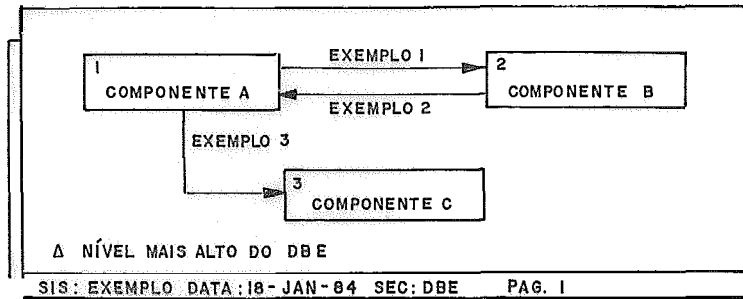 EXEMPLO 1
1
2
COMPONENTE A
COMPONENTE B
EXEMPLO 2
EXEMPLO 3
3
COMPONENTE C
Δ NÍVEL MAIS ALTO DO DBE
SIS: EXEMPLO DATA:18-JAN-84 SEC:DBE PAG. 1